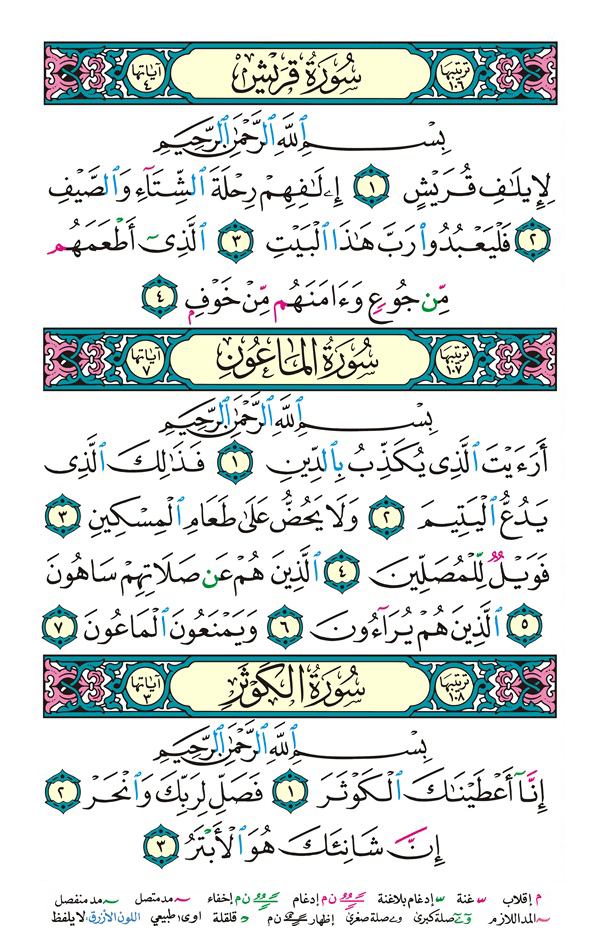 ترتيبها ١٠٦ سُورَةُ قُرَيْشٍ آياتها ٤
بِسْمِ ٱللَّهِ ٱلرَّحْمَٰنِ ٱلرَّحِيمِ
لِإِيلَٰفِ قُرَيْشٍ ١ إِۦلَٰفِهِمْ رِحْلَةَ ٱلشِّتَآءِ وَٱلصَّيْفِ
٢ فَلْيَعْبُدُوا۟ رَبَّ هَٰذَا ٱلْبَيْتِ ٣ ٱلَّذِىٓ أَطْعَمَهُم
مِّن جُوعٍ وَءَامَنَهُم مِّنْ خَوْفٍۭ ٤
ترتيبها ١٠٧ سُورَةُ المَاعُونِ آياتها ٧
بِسْمِ ٱللَّهِ ٱلرَّحْمَٰنِ ٱلرَّحِيمِ
أَرَءَيْتَ ٱلَّذِى يُكَذِّبُ بِٱلدِّينِ ١ فَذَٰلِكَ ٱلَّذِى
يَدُعُّ ٱلْيَتِيمَ ٢ وَلَا يَحُضُّ عَلَىٰ طَعَامِ ٱلْمِسْكِينِ ٣
فَوَيْلٌ لِّلْمُصَلِّينَ ٤ ٱلَّذِينَ هُمْ عَن صَلَاتِهِمْ سَاهُونَ
٥ ٱلَّذِينَ هُمْ يُرَآءُونَ ٦ وَيَمْنَعُونَ ٱلْمَاعُونَ ٧
ترتيبها ١٠٨ سُورَةُ الكَوْثَرِ آياتها ٣
بِسْمِ ٱللَّهِ ٱلرَّحْمَٰنِ ٱلرَّحِيمِ
إِنَّآ أَعْطَيْنَٰكَ ٱلْكَوْثَرَ ١ فَصَلِّ لِرَبِّكَ وَٱنْحَرْ ٢
إِنَّ شَانِئَكَ هُوَ ٱلْأَبْتَرُ ٣
م إقلاب غنة إدغام بلاغنة ن م إدغام ن م إخفاء مد متصل مد منفصل
المد اللازم صلة كبرى صلة صغرى إظهار ن م قلقلة اوى طبيعي اللون الأزرق: لا يلفظ